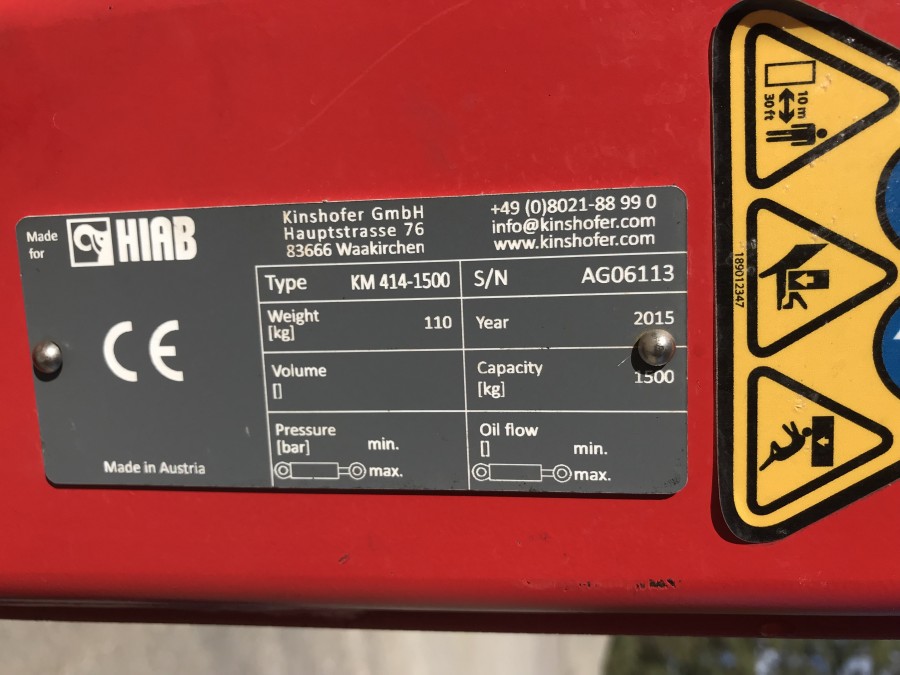 Made
for
HIAB
CE
Made in Austria
Kinshofer GmbH
Hauptstrasse 76
83666 Waakirchen
+49 (0)8021-88 99 0
info@kinshofer.com
www.kinshofer.com
Type KM 414-1500
S/N AG06113
Weight
[kg] 110
Year 2015
Volume
[]
Capacity
[kg] 1500
Pressure
[bar] min.
max.
Oil flow
[] min.
max.
10 m
30 ft
189012347